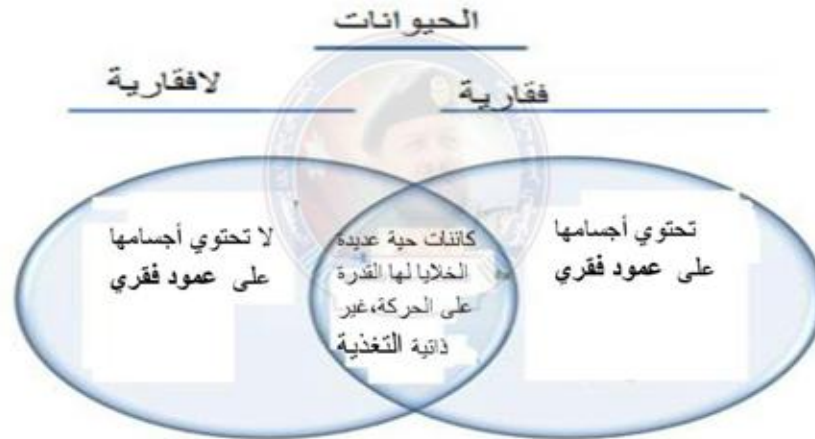 الحيوانات
فقارية
لافقارية
تحتوي أجسامها
على عمود فقري
كائنات حية عديدة
الخلايا لها القدرة
على الحركة،غير
ذاتية التغذية
لا تحتوي أجسامها
على عمود فقري